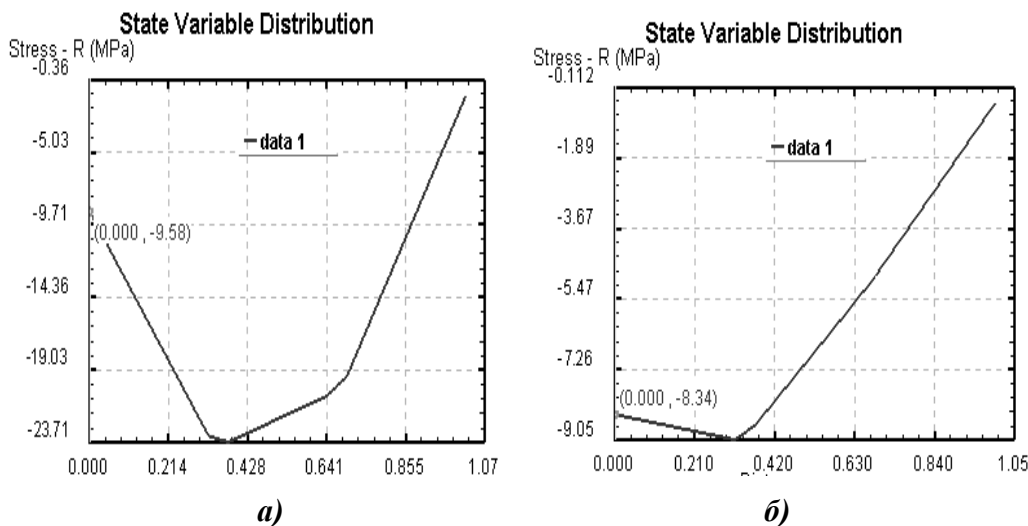 State Variable Distribution
Stress - R (MPa)
-0.36
-5.03
-9.71
-14.36
-19.03
-23.71
data 1
(0.000 , -9.58)
0.000 0.214 0.428 0.641 0.855 1.07
а)
State Variable Distribution
Stress - R (MPa)
-0.112
-1.89
-3.67
-5.47
-7.26
-9.05
data 1
(0.000 , -8.34)
0.000 0.210 0.420 0.630 0.840 1.05
б)